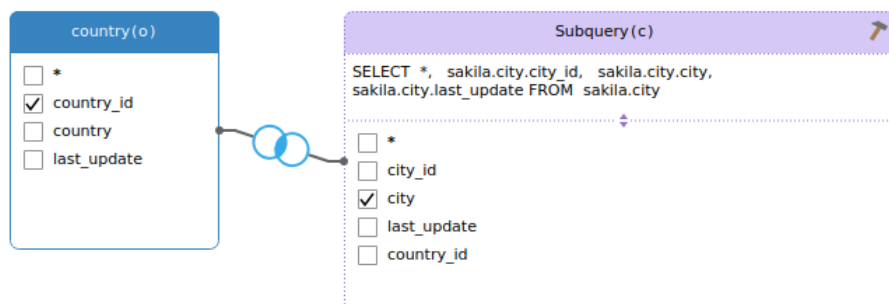 country(o)
*
country_id
country
last_update
Subquery(c)
SELECT *, sakila.city.city_id, sakila.city.city,
sakila.city.last_update FROM sakila.city
*
city_id
city
last_update
country_id